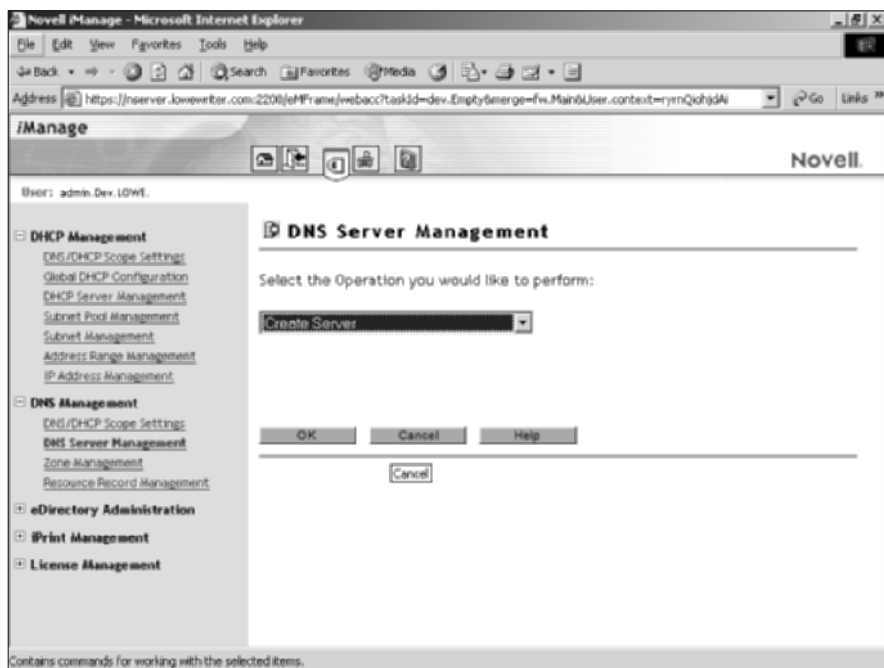 Novell iManage - Microsoft Internet Explorer
File Edit View Favorites Tools Help
Back Search Favorites Media
Address https://nserver.lowewriter.com:2200/eMFrame/webacc?taskId=dev.Empty&merge=fw.Main&User.context= Go Links »
iManage
Novell.
User: admin.Dev.LOWE.
DHCP Management
DNS/DHCP Scope Settings
Global DHCP Configuration
DHCP Server Management
Subnet Pool Management
Subnet Management
Address Range Management
IP Address Management
DNS Management
DNS/DHCP Scope Settings
DNS Server Management
Zone Management
Resource Record Management
eDirectory Administration
iPrint Management
License Management
DNS Server Management
Select the Operation you would like to perform:
Create Server
OK Cancel Help
Cancel
Contains commands for working with the selected items.